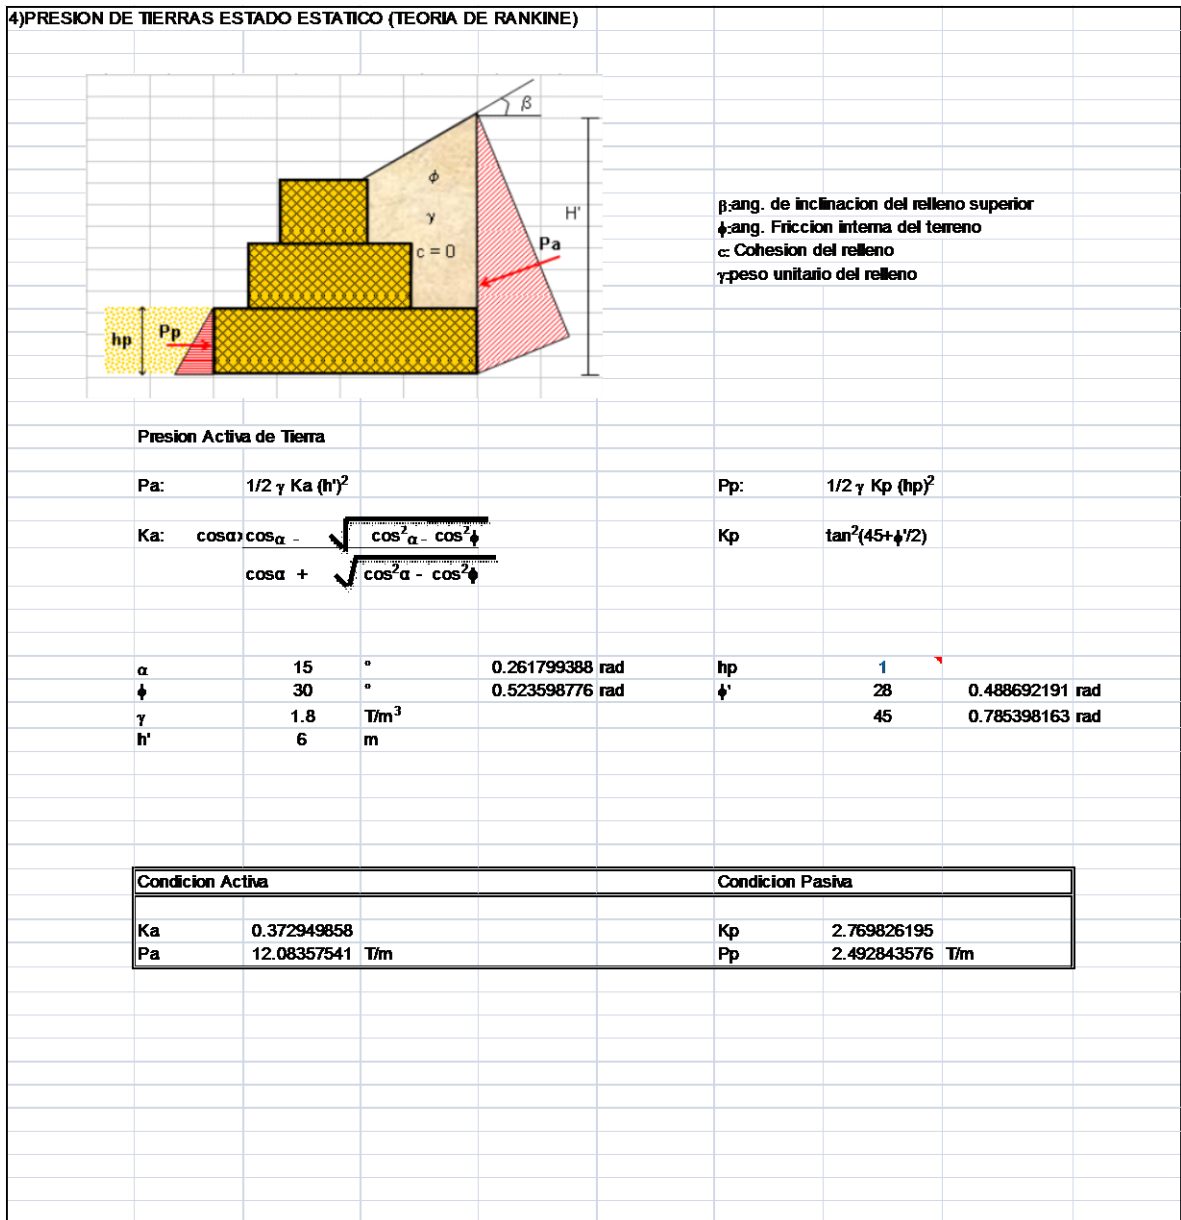 4)PRESION DE TIERRAS ESTADO ESTATICO (TEORIA DE RANKINE)
β
ϕ
γ
c = 0
H'
Pa
hp
Pp
β:ang. de inclinacion del relleno superior
ϕ:ang. Friccion interna del terreno
c: Cohesion del relleno
γ:peso unitario del relleno
Presion Activa de Tierra
Pa: 1/2 γ Ka (h')² Pp: 1/2 γ Kp (hp)²
Ka: cosα cosα - √ cos²α - cos²ϕ Kp tan²(45+ϕ'/2)
cosα + √ cos²α - cos²ϕ
α 15 ° 0.261799388 rad hp 1
ϕ 30 ° 0.523598776 rad ϕ' 28 0.488692191 rad
γ 1.8 T/m³ 45 0.785398163 rad
h' 6 m
Condicion Activa Condicion Pasiva
Ka 0.372949858 Kp 2.769826195
Pa 12.08357541 T/m Pp 2.492843576 T/m